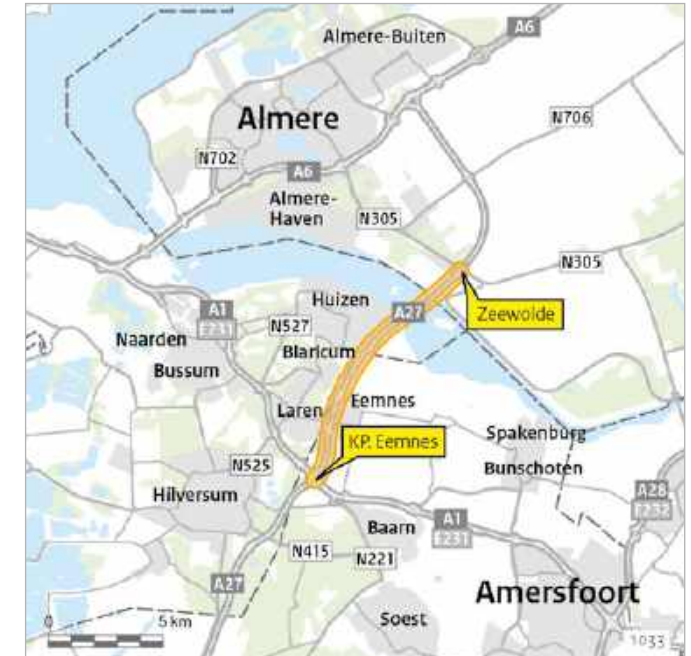 Almere-Buiten
A6
Almere
N706
N702
A6
Almere-
Haven
N305
N305
Huizen
A1
E231
A27
Zeewolde
N527
Naarden
Blaricum
Bussum
Eemnes
Laren
KP. Eemnes
Spakenburg
N525
Bunschoten
Hilversum
A28
E232
Baarn
A1
E231
N415
N221
A27
Amersfoort
0
5 km
Soest
1033